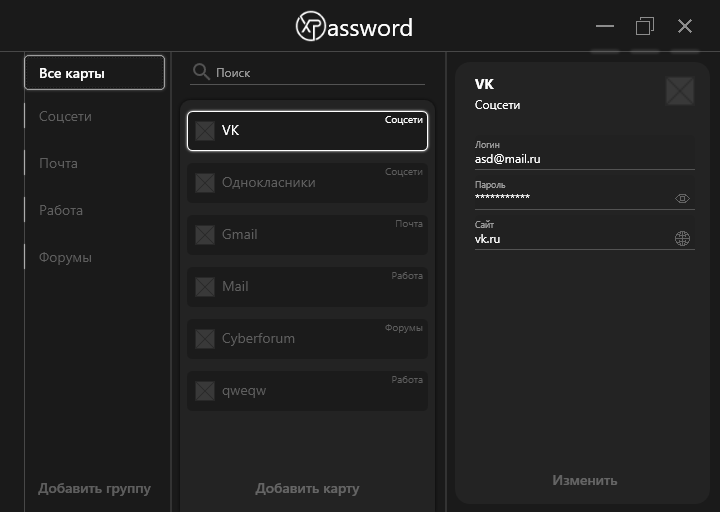 XPassword
Все карты
Соцсети
Почта
Работа
Форумы
Добавить группу
Поиск
Соцсети
VK
Соцсети
Однокласники
Почта
Gmail
Работа
Mail
Форумы
Cyberforum
Работа
qweqw
Добавить карту
VK
Соцсети
Логин
asd@mail.ru
Пароль
***********
Сайт
vk.ru
Изменить